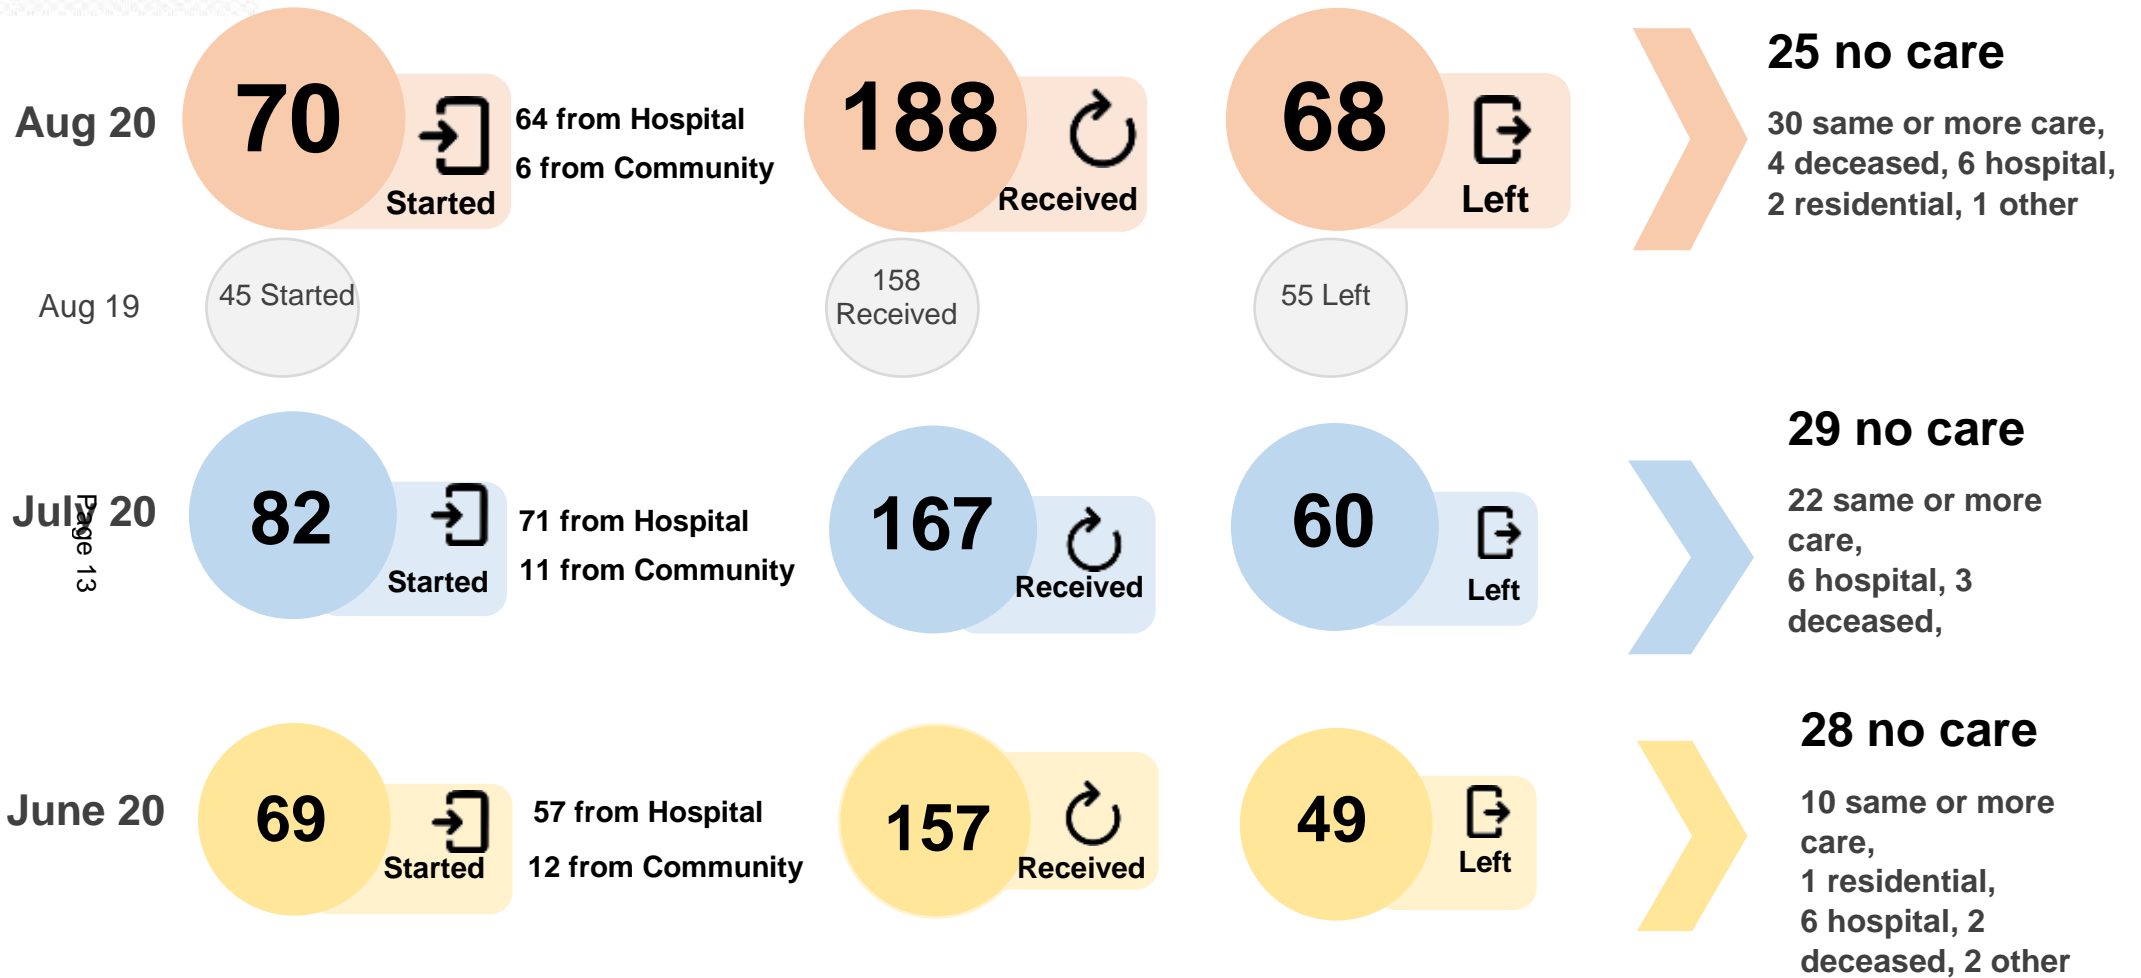 Aug 20
70
Started
64 from Hospital
6 from Community
188
Received
68
Left
25 no care
30 same or more care,
4 deceased, 6 hospital,
2 residential, 1 other
Aug 19
45 Started
158
Received
55 Left
July 20
82
Started
71 from Hospital
11 from Community
167
Received
60
Left
29 no care
22 same or more
care,
6 hospital, 3
deceased,
Page 13
June 20
69
Started
57 from Hospital
12 from Community
157
Received
49
Left
28 no care
10 same or more
care,
1 residential,
6 hospital, 2
deceased, 2 other